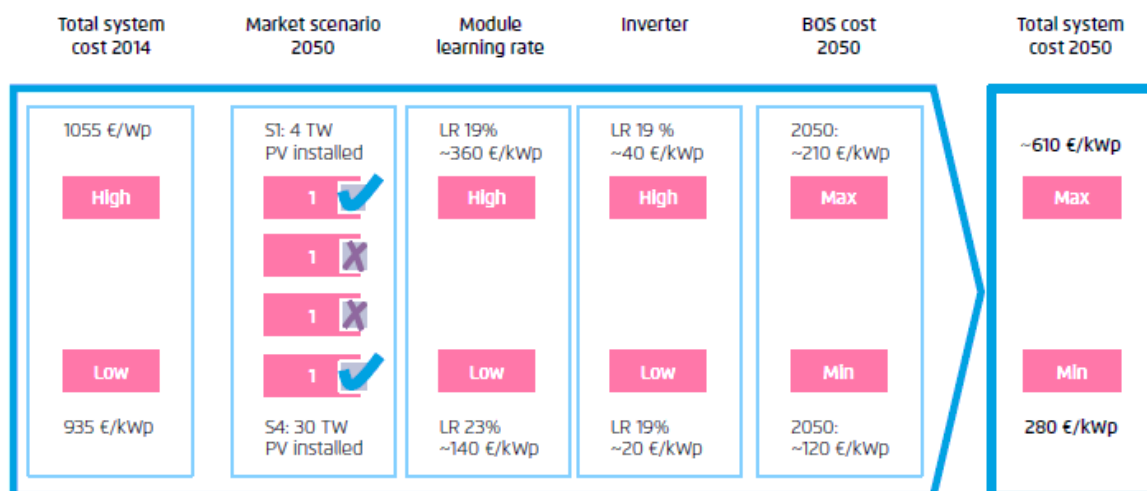 Total system
cost 2014
Market scenario
2050
Module
learning rate
Inverter
BOS cost
2050
Total system
cost 2050
1055 €/Wp
High
Low
935 €/kWp
S1: 4 TW
PV installed
1
1
1
1
S4: 30 TW
PV installed
LR 19%
~360 €/kWp
High
Low
LR 23%
~140 €/kWp
LR 19 %
~40 €/kWp
High
Low
LR 19%
~20 €/kWp
2050:
~210 €/kWp
Max
Min
2050:
~120 €/kWp
~610 €/kWp
Max
Min
280 €/kWp